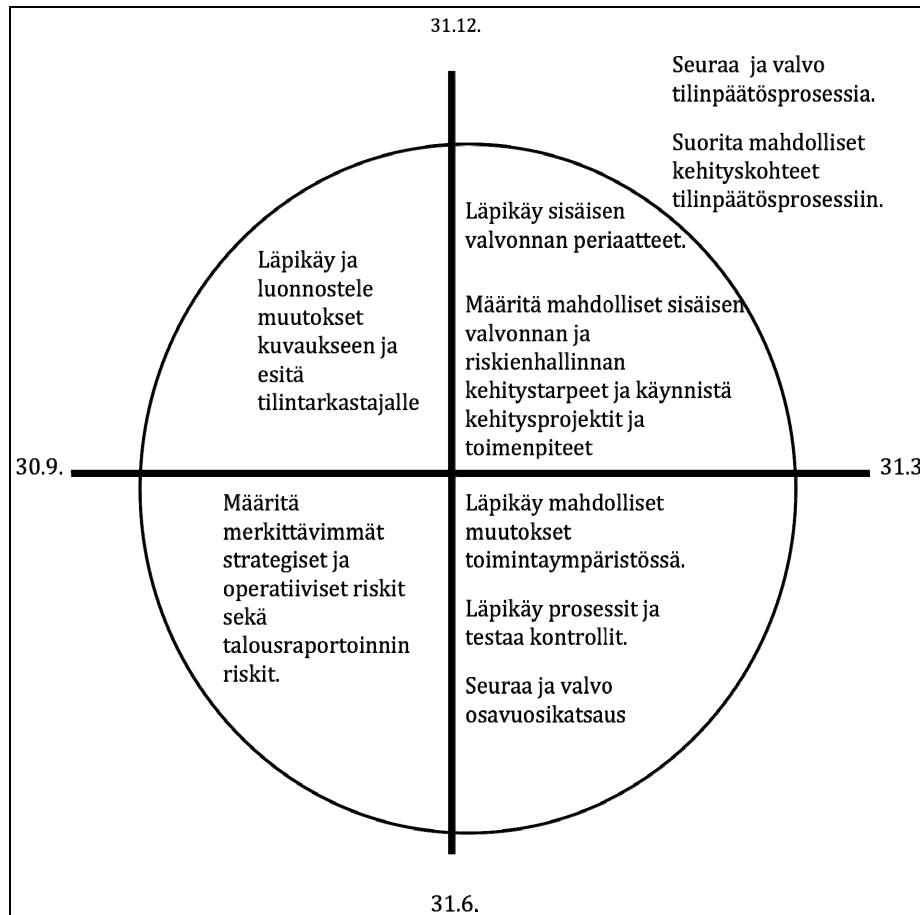 31.12.
Seuraa ja valvo
tilinpäätösprosessia.
Suorita mahdolliset
kehityskohteet
tilinpäätösprosessiin.
Läpikäy sisäisen
valvonnan periaatteet.
Määritä mahdolliset sisäisen
valvonnan ja
riskienhallinnan
kehitystarpeet ja käynnistä
kehitysprojektit ja
toimenpiteet
Läpikäy ja
luonnostele
muutokset
kuvaukseen ja
esitä
tilintarkastajalle
30.9.
31.3
Määritä
merkittävimmät
strategiset ja
operatiiviset riskit
sekä
talousraportoinnin
riskit.
Läpikäy mahdolliset
muutokset
toimintaympäristössä.
Läpikäy prosessit ja
testaa kontrollit.
Seuraa ja valvo
osavuosikatsaus
31.6.